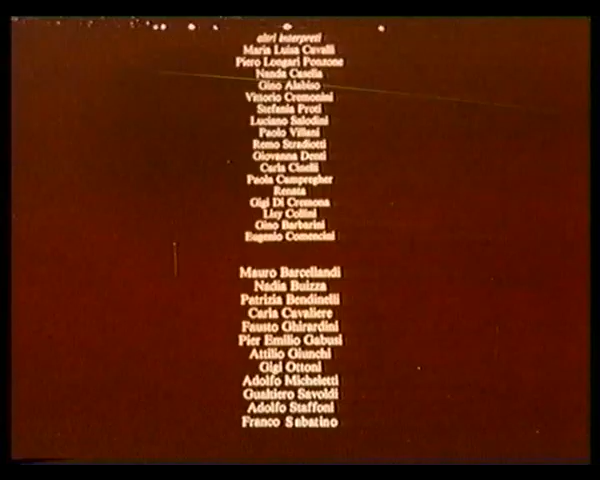 altri interpreti
Maria Luisa Cavalli
Piero Longari Ponzone
Nanda Casella
Gino Alabiso
Vittorio Cremonini
Stefania Proti
Luciano Salodini
Paolo Villani
Remo Stradiotti
Giovanna Denti
Carla Cinelli
Paola Campregher
Renata
Gigi Di Cremona
Lisy Collini
Gino Barbarini
Eugenio Comencini
Mauro Barcellandi
Nadia Buizza
Patrizia Bendinelli
Carla Cavaliere
Fausto Ghirardini
Pier Emilio Gabusi
Attilio Giunchi
Gigi Ottoni
Adolfo Micheletti
Gualtiero Savoldi
Adolfo Staffoni
Franco Sabatino